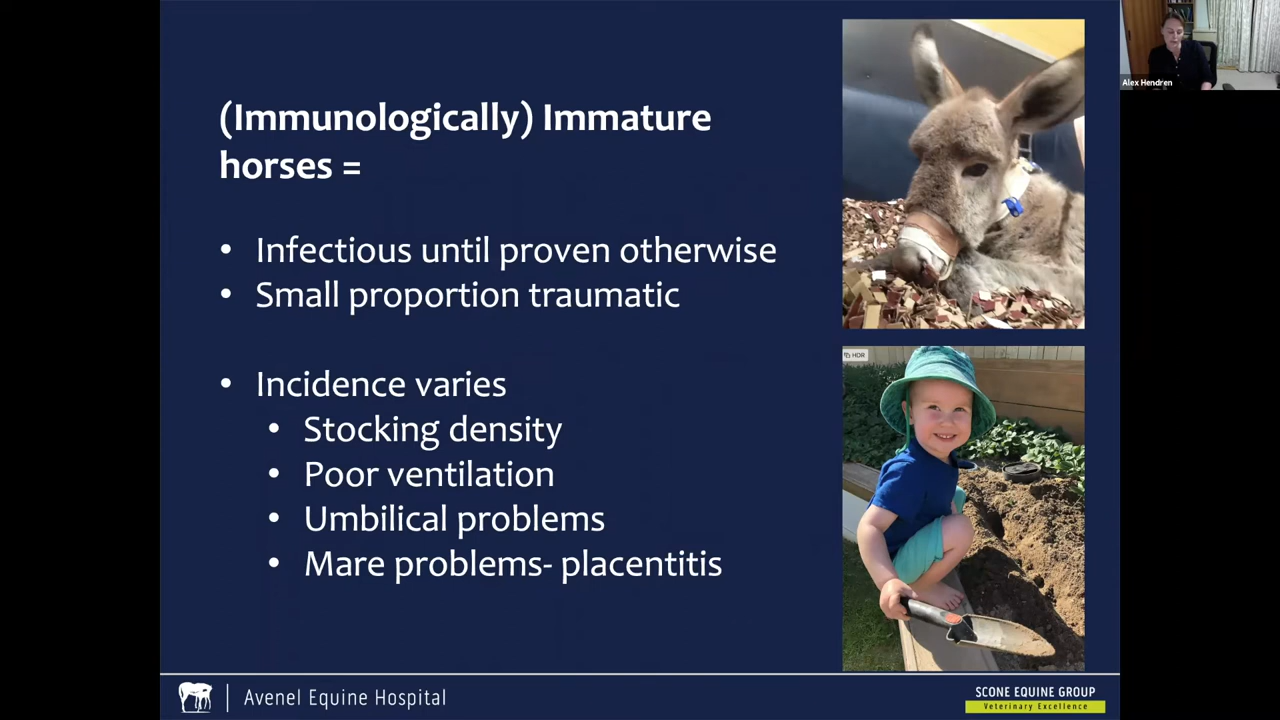 (Immunologically) Immature
horses =
• Infectious until proven otherwise
• Small proportion traumatic
• Incidence varies
• Stocking density
• Poor ventilation
• Umbilical problems
• Mare problems- placentitis
HDR
Alex Hendren
Avenel Equine Hospital
SCONE EQUINE GROUP
Veterinary Excellence